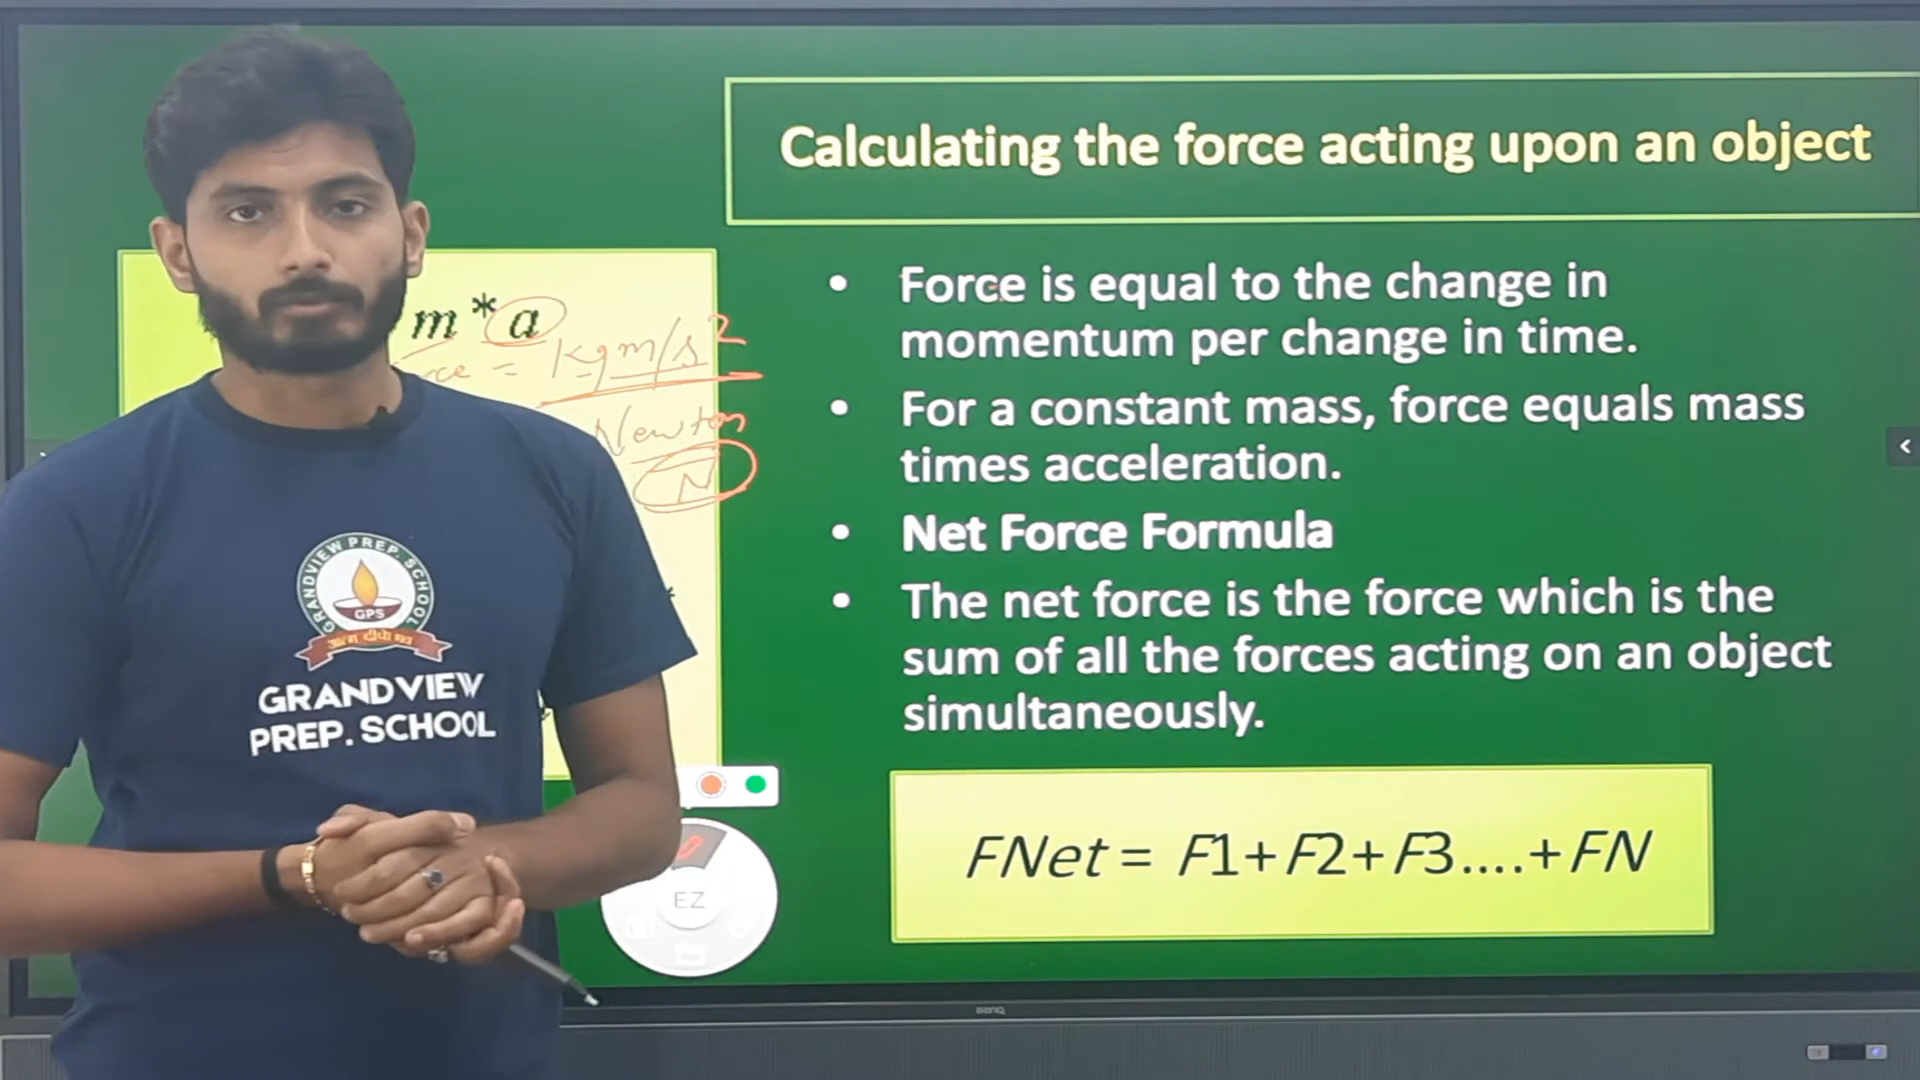 Calculating the force acting upon an object
m * a
= Kgm/s2
Newton
N
• Force is equal to the change in
momentum per change in time.
• For a constant mass, force equals mass
times acceleration.
• Net Force Formula
• The net force is the force which is the
sum of all the forces acting on an object
simultaneously.
FNet = F1+F2+F3....+FN
GRANDVIEW PREP. SCHOOL
GPS
GRANDVIEW
PREP. SCHOOL
EZ
BenQ